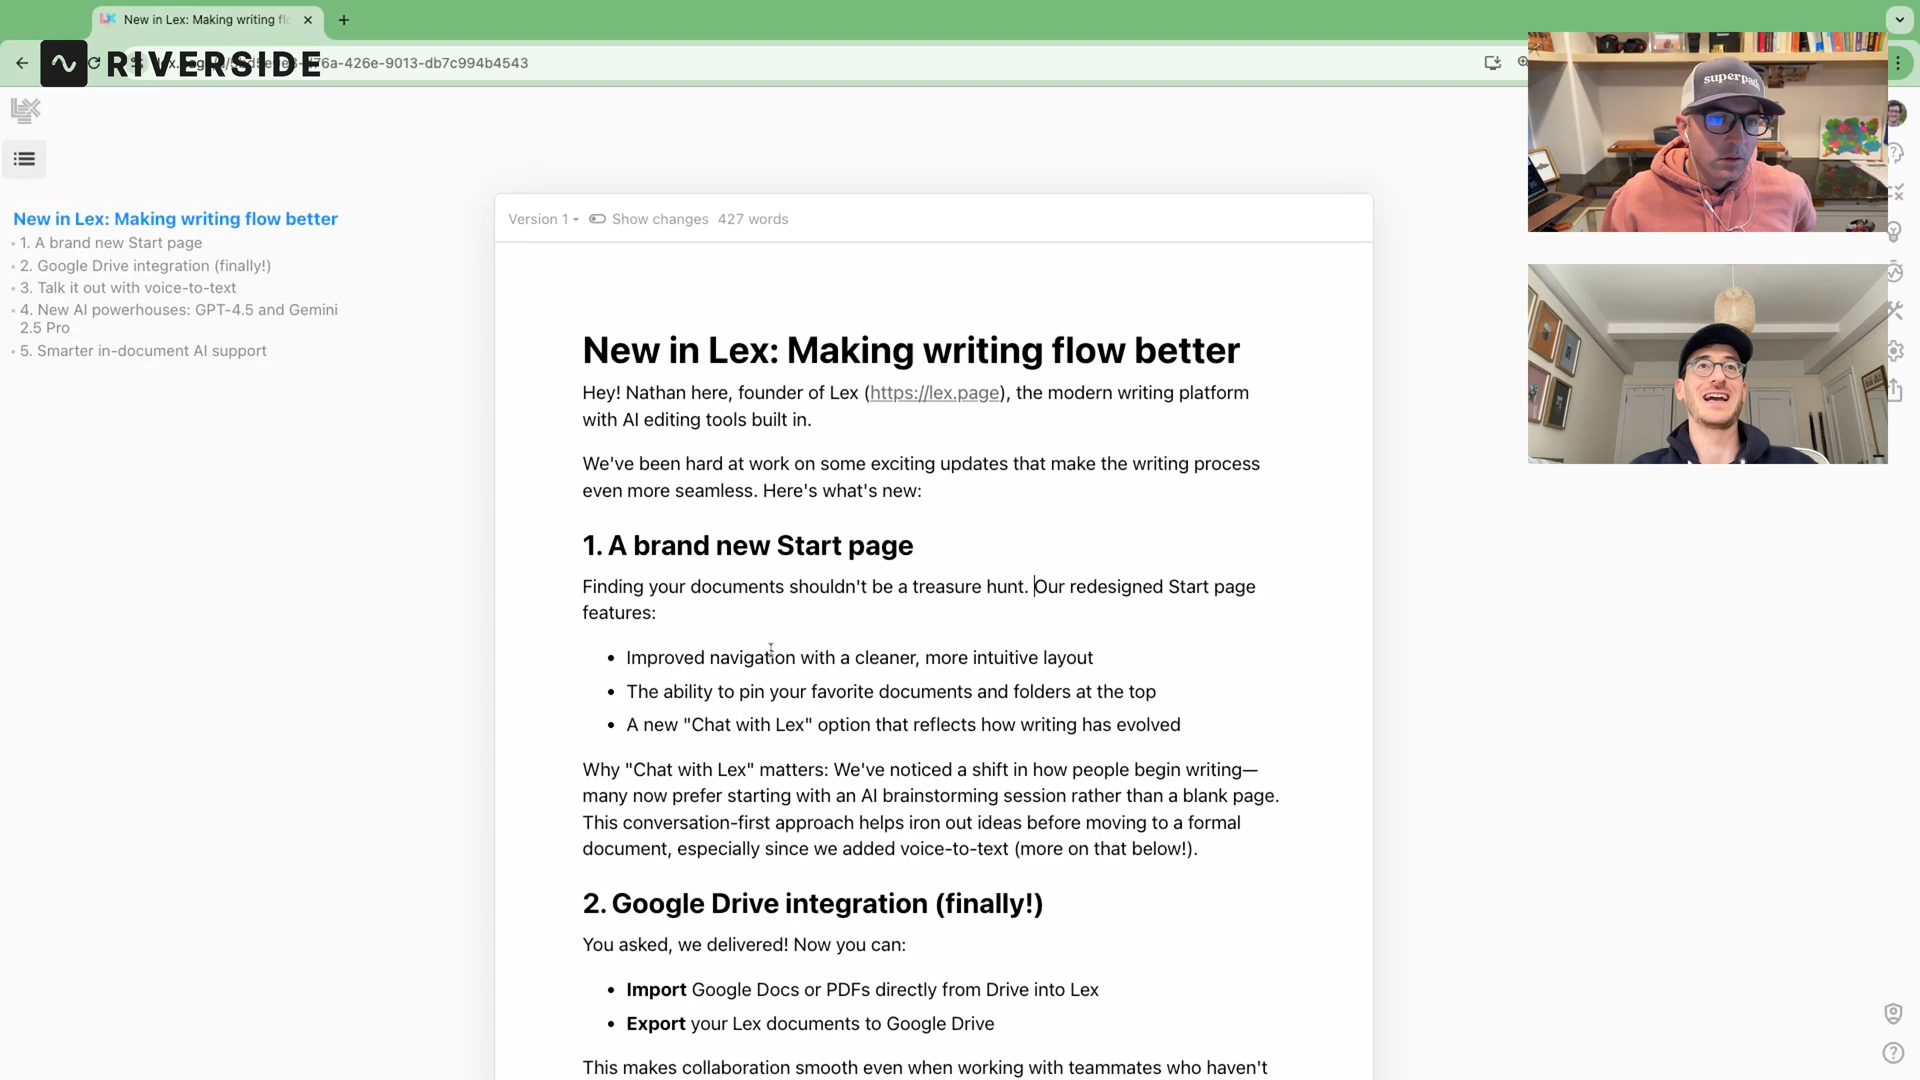 New in Lex: Making writing fl
RIVERSIDE
76a-426e-9013-db7c994b4543
LEX
New in Lex: Making writing flow better
1. A brand new Start page
2. Google Drive integration (finally!)
3. Talk it out with voice-to-text
4. New AI powerhouses: GPT-4.5 and Gemini
2.5 Pro
5. Smarter in-document AI support
Version 1 Show changes 427 words
New in Lex: Making writing flow better
Hey! Nathan here, founder of Lex (https://lex.page), the modern writing platform
with AI editing tools built in.
We've been hard at work on some exciting updates that make the writing process
even more seamless. Here's what's new:
1. A brand new Start page
Finding your documents shouldn't be a treasure hunt. Our redesigned Start page
features:
• Improved navigation with a cleaner, more intuitive layout
• The ability to pin your favorite documents and folders at the top
• A new "Chat with Lex" option that reflects how writing has evolved
Why "Chat with Lex" matters: We've noticed a shift in how people begin writing—
many now prefer starting with an AI brainstorming session rather than a blank page.
This conversation-first approach helps iron out ideas before moving to a formal
document, especially since we added voice-to-text (more on that below!).
2. Google Drive integration (finally!)
You asked, we delivered! Now you can:
• Import Google Docs or PDFs directly from Drive into Lex
• Export your Lex documents to Google Drive
This makes collaboration smooth even when working with teammates who haven't